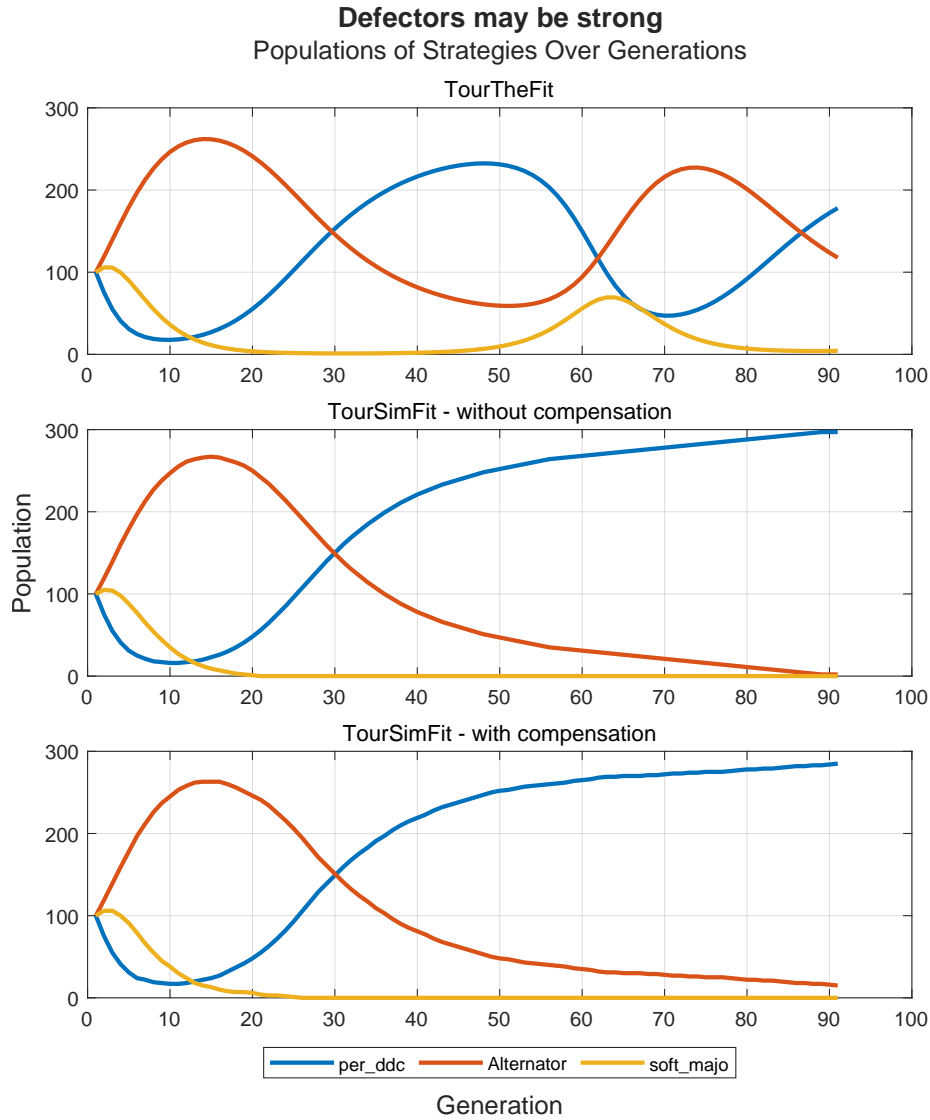 Defectors may be strong
Populations of Strategies Over Generations
TourTheFit
300
200
100
0
0 10 20 30 40 50 60 70 80 90 100
TourSimFit - without compensation
300
200
100
0
0 10 20 30 40 50 60 70 80 90 100
Population
TourSimFit - with compensation
300
200
100
0
0 10 20 30 40 50 60 70 80 90 100
per_ddc Alternator soft_majo
Generation